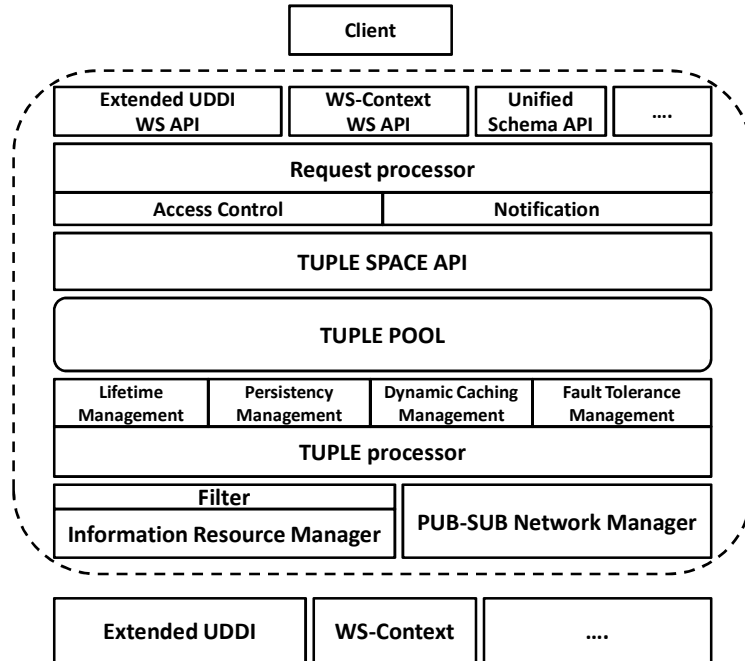 Client
Extended UDDI WS-Context Unified ....
WS API WS API Schema API
Request processor
Access Control Notification
TUPLE SPACE API
TUPLE POOL
Lifetime Persistency Dynamic Caching Fault Tolerance
Management Management Management Management
TUPLE processor
Filter
Information Resource Manager PUB-SUB Network Manager
Extended UDDI WS-Context ....